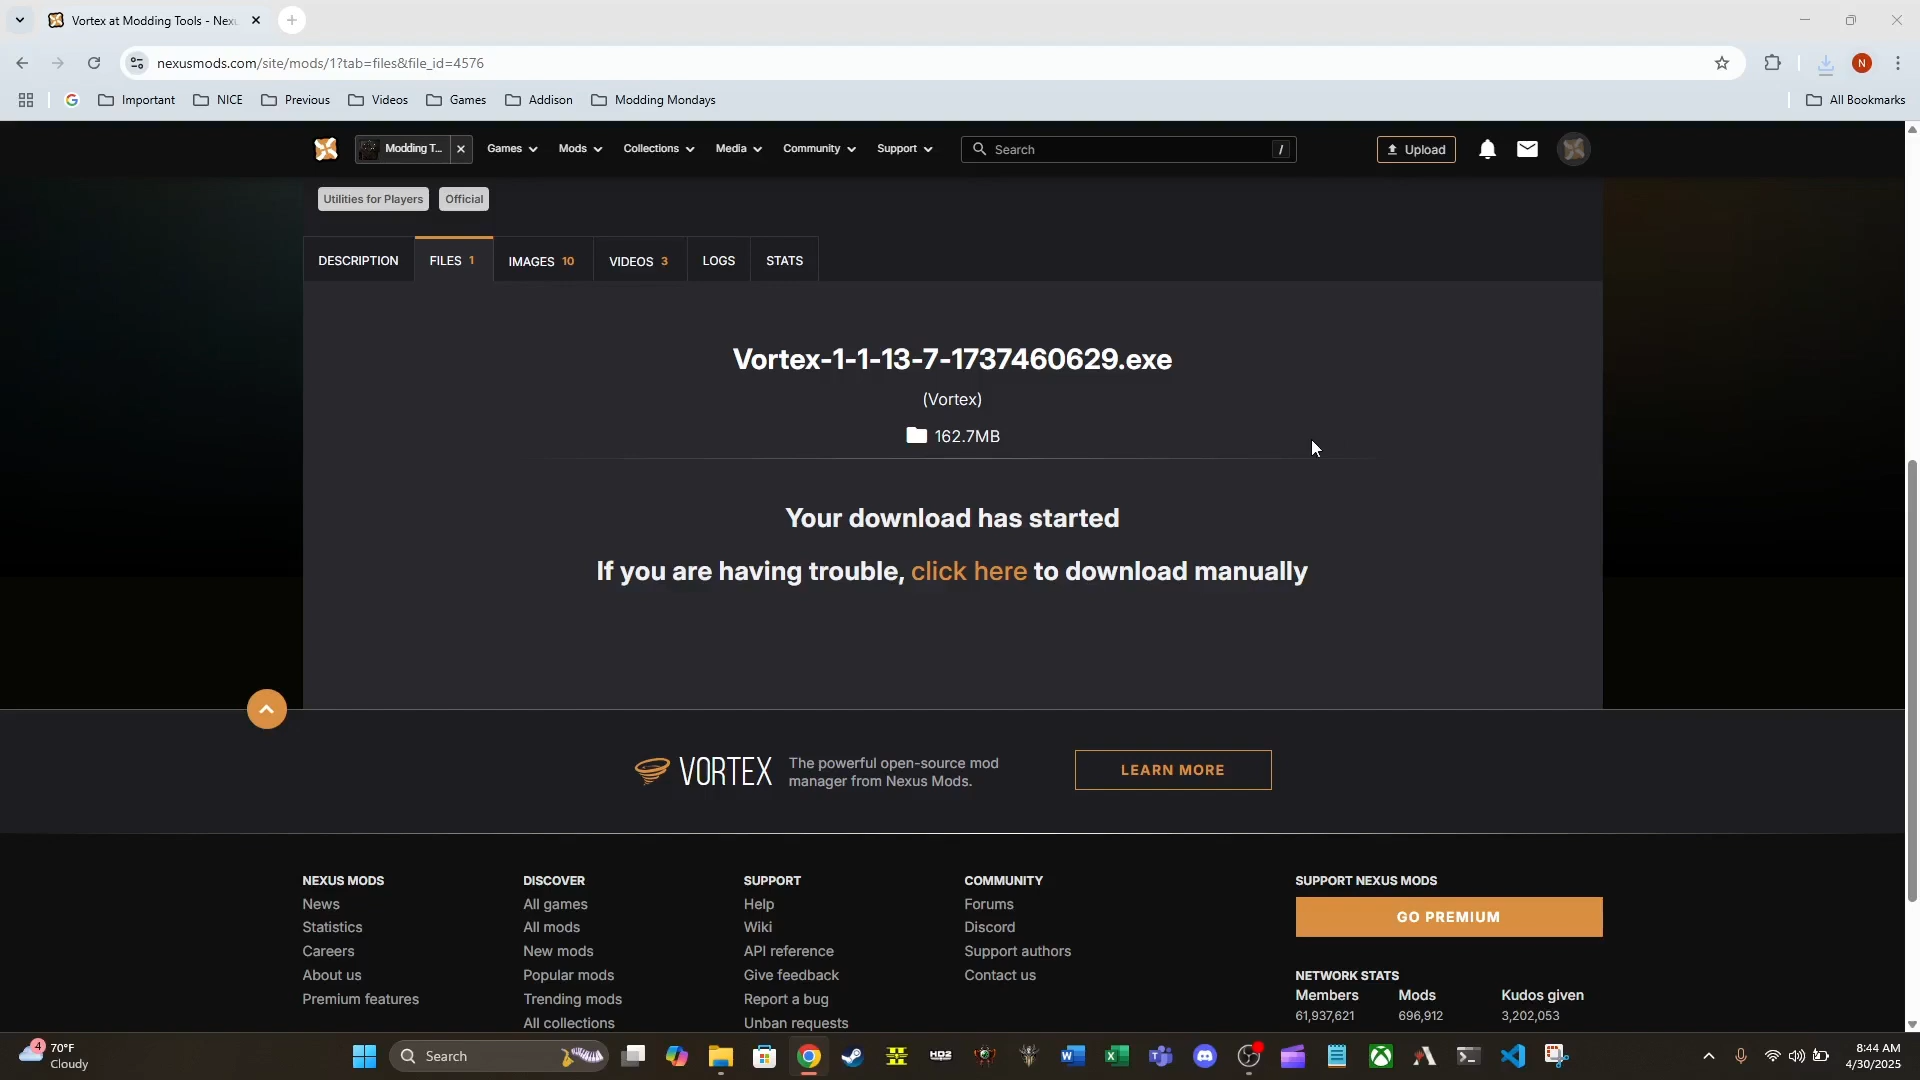 Vortex at Modding Tools - Nexu
nexusmods.com/site/mods/1?tab=files&file_id=4576
N
Important
NICE
Previous
Videos
Games
Addison
Modding Mondays
All Bookmarks
Modding T...
Games
Mods
Collections
Media
Community
Support
Search
/
Upload
Utilities for Players
Official
DESCRIPTION
FILES 1
IMAGES 10
VIDEOS 3
LOGS
STATS
Vortex-1-1-13-7-1737460629.exe
(Vortex)
162.7MB
Your download has started
If you are having trouble, click here to download manually
VORTEX
The powerful open-source mod
manager from Nexus Mods.
LEARN MORE
NEXUS MODS
News
Statistics
Careers
About us
Premium features
DISCOVER
All games
All mods
New mods
Popular mods
Trending mods
All collections
SUPPORT
Help
Wiki
API reference
Give feedback
Report a bug
Unban requests
COMMUNITY
Forums
Discord
Support authors
Contact us
SUPPORT NEXUS MODS
GO PREMIUM
NETWORK STATS
Members
Mods
Kudos given
61,937,621
696,912
3,202,053
4
70°F
Cloudy
Search
HD2
8:44 AM
4/30/2025